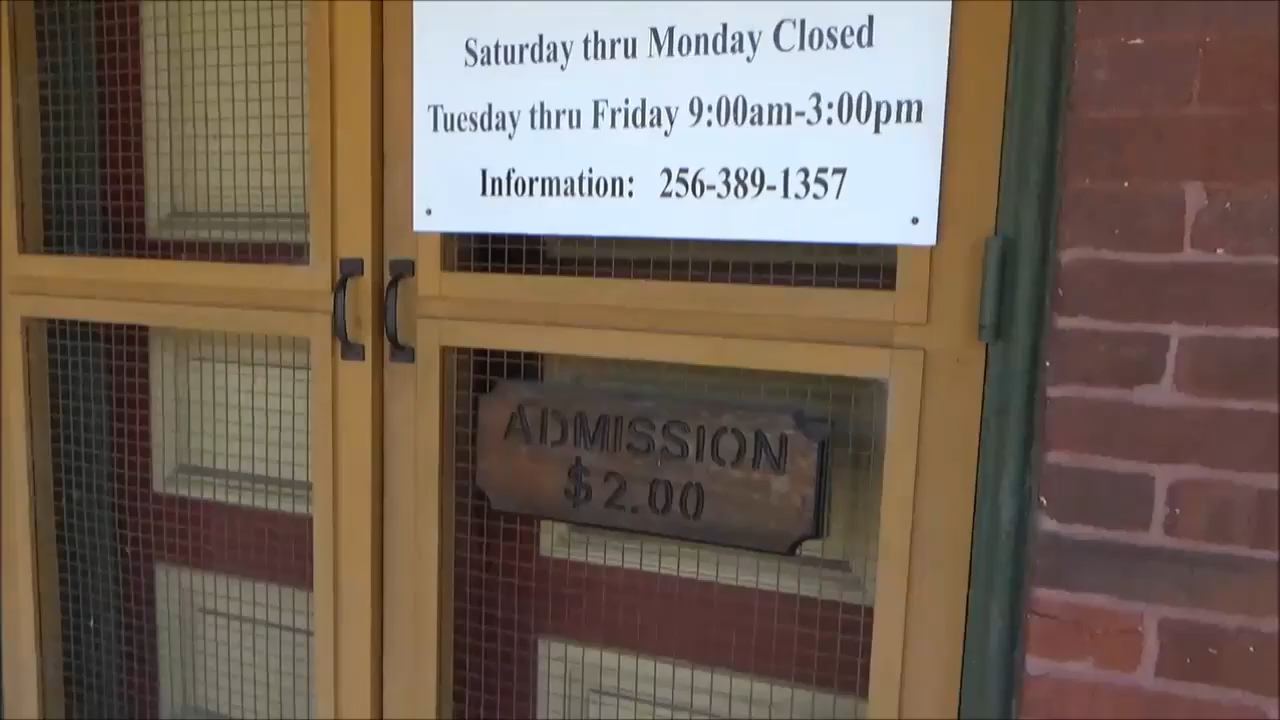 Saturday thru Monday Closed
Tuesday thru Friday 9:00am-3:00pm
Information: 256-389-1357
ADMISSION
$2.00